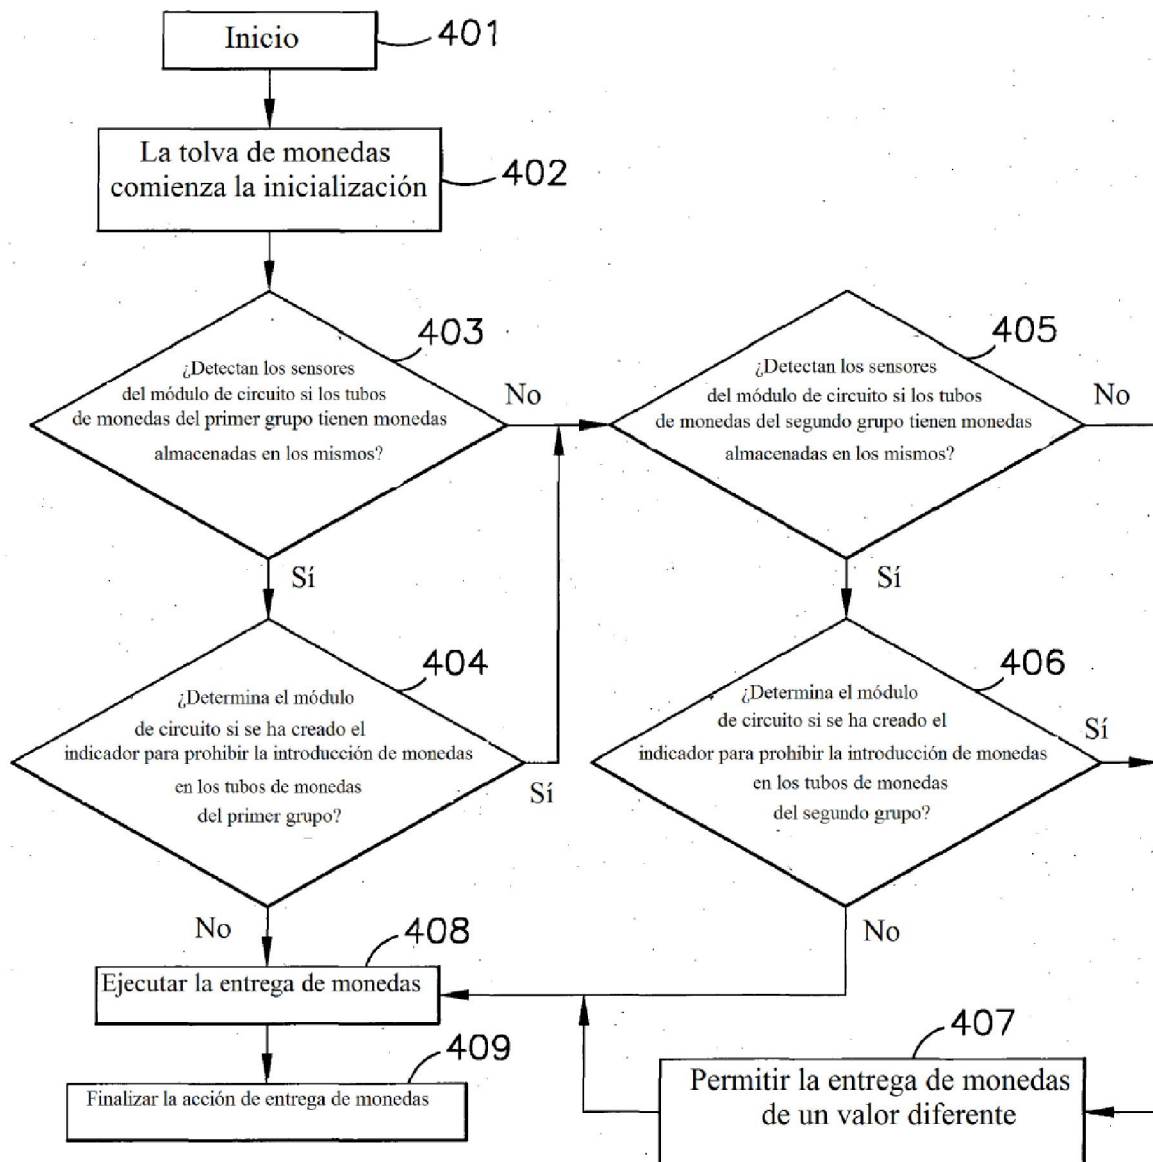 Inicio
401
La tolva de monedas
comienza la inicialización
402
403
¿Detectan los sensores
del módulo de circuito si los tubos
de monedas del primer grupo tienen monedas
almacenadas en los mismos?
No
Sí
405
¿Detectan los sensores
del módulo de circuito si los tubos
de monedas del segundo grupo tienen monedas
almacenadas en los mismos?
No
Sí
404
¿Determina el módulo
de circuito si se ha creado el
indicador para prohibir la introducción de monedas
en los tubos de monedas
del primer grupo?
Sí
No
406
¿Determina el módulo
de circuito si se ha creado el
indicador para prohibir la introducción de monedas
en los tubos de monedas
del segundo grupo?
Sí
No
408
Ejecutar la entrega de monedas
407
Permitir la entrega de monedas
de un valor diferente
409
Finalizar la acción de entrega de monedas